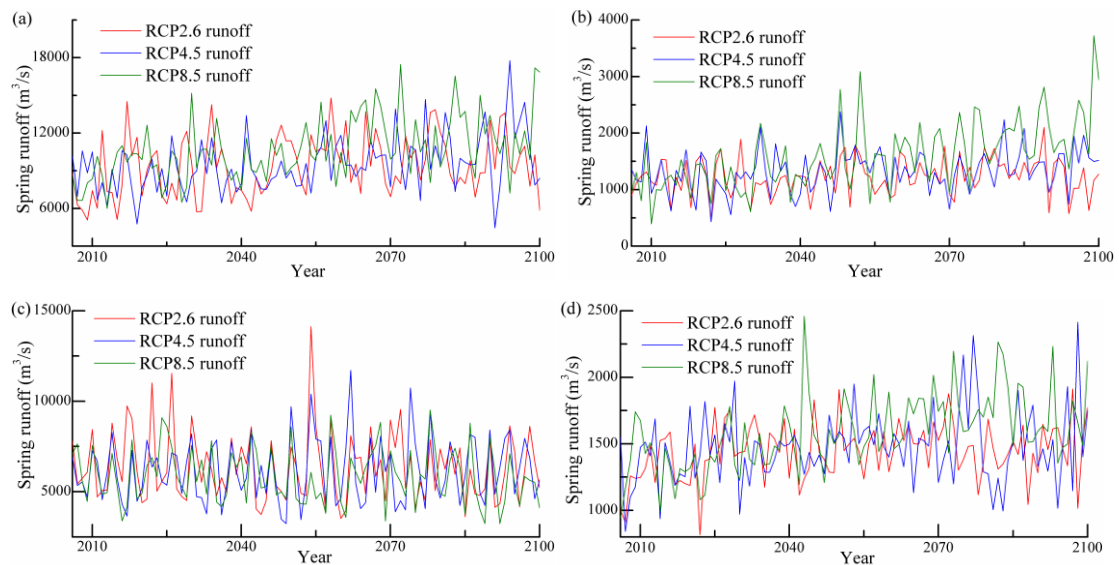 (a)
RCP2.6 runoff
RCP4.5 runoff
RCP8.5 runoff
Spring runoff (m³/s)
18000
12000
6000
2010 2040 2070 2100
Year
(b)
RCP2.6 runoff
RCP4.5 runoff
RCP8.5 runoff
Spring runoff (m³/s)
4000
3000
2000
1000
0
2010 2040 2070 2100
Year
(c)
RCP2.6 runoff
RCP4.5 runoff
RCP8.5 runoff
Spring runoff (m³/s)
15000
10000
5000
2010 2040 2070 2100
Year
(d)
RCP2.6 runoff
RCP4.5 runoff
RCP8.5 runoff
Spring runoff (m³/s)
2500
2000
1500
1000
2010 2040 2070 2100
Year